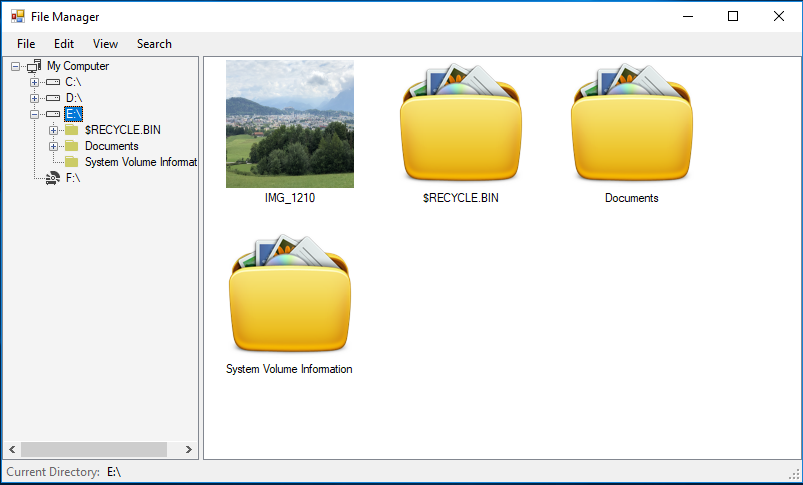 File Manager
File Edit View Search
My Computer
C:\
D:\
E:\
$RECYCLE.BIN
Documents
System Volume Informat
F:\
IMG_1210
$RECYCLE.BIN
Documents
System Volume Information
Current Directory: E:\